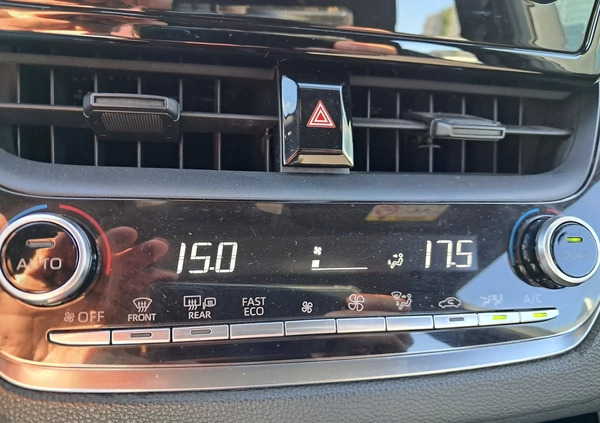 AUTO
15.0
17.5
OFF
FRONT
REAR
FAST
ECO
A/C